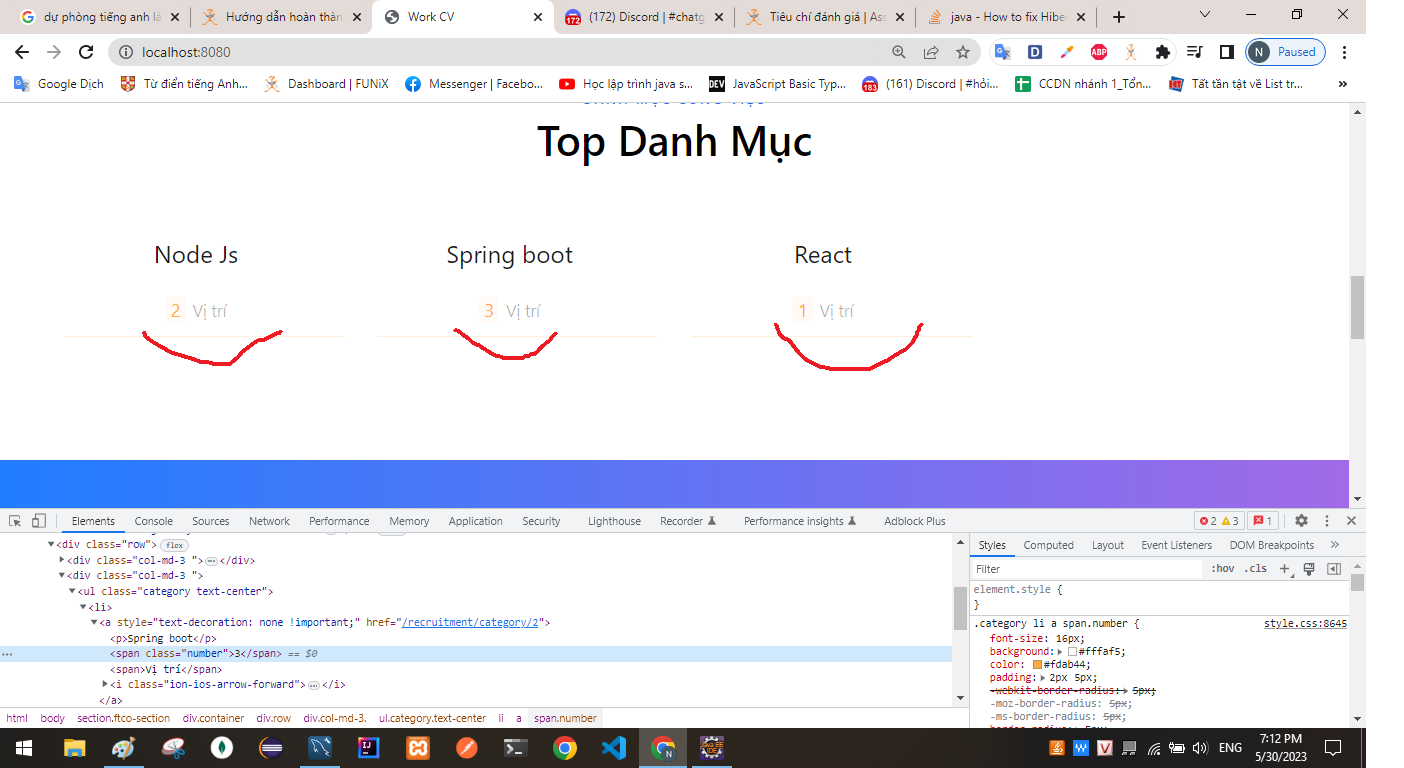 dự phòng tiếng anh là
Hướng dẫn hoàn thàn
Work CV
(172) Discord | #chatg
Tiêu chí đánh giá | Ass
java - How to fix Hiber
localhost:8080
N Paused
Google Dịch
Từ điển tiếng Anh...
Dashboard | FUNiX
Messenger | Facebo...
Học lập trình java s...
DEV JavaScript Basic Typ...
(161) Discord | #hỏi...
CCDN nhánh 1_Tổn...
Tất tần tật về List tr...
»
Top Danh Mục
Node Js
Spring boot
React
2 Vị trí
3 Vị trí
1 Vị trí
Elements Console Sources Network Performance Memory Application Security Lighthouse Recorder Performance insights Adblock Plus 2 3 1
<div class="row"> flex
<div class="col-md-3 ">…</div>
<div class="col-md-3 ">
<ul class="category text-center">
<li>
<a style="text-decoration: none !important;" href="/recruitment/category/2">
<p>Spring boot</p>
<span class="number">3</span> == $0
<span>Vị trí</span>
<i class="ion-ios-arrow-forward">…</i>
</a>
html body section.ftco-section div.container div.row div.col-md-3. ul.category.text-center li a span.number
Styles Computed Layout Event Listeners DOM Breakpoints »
Filter :hov .cls +
element.style {
}
.category li a span.number { style.css:8645
font-size: 16px;
background: #fffaf5;
color: #fdab44;
padding: 2px 5px;
-webkit-border-radius: 5px;
-moz-border-radius: 5px;
-ms-border-radius: 5px;
ENG
7:12 PM
5/30/2023